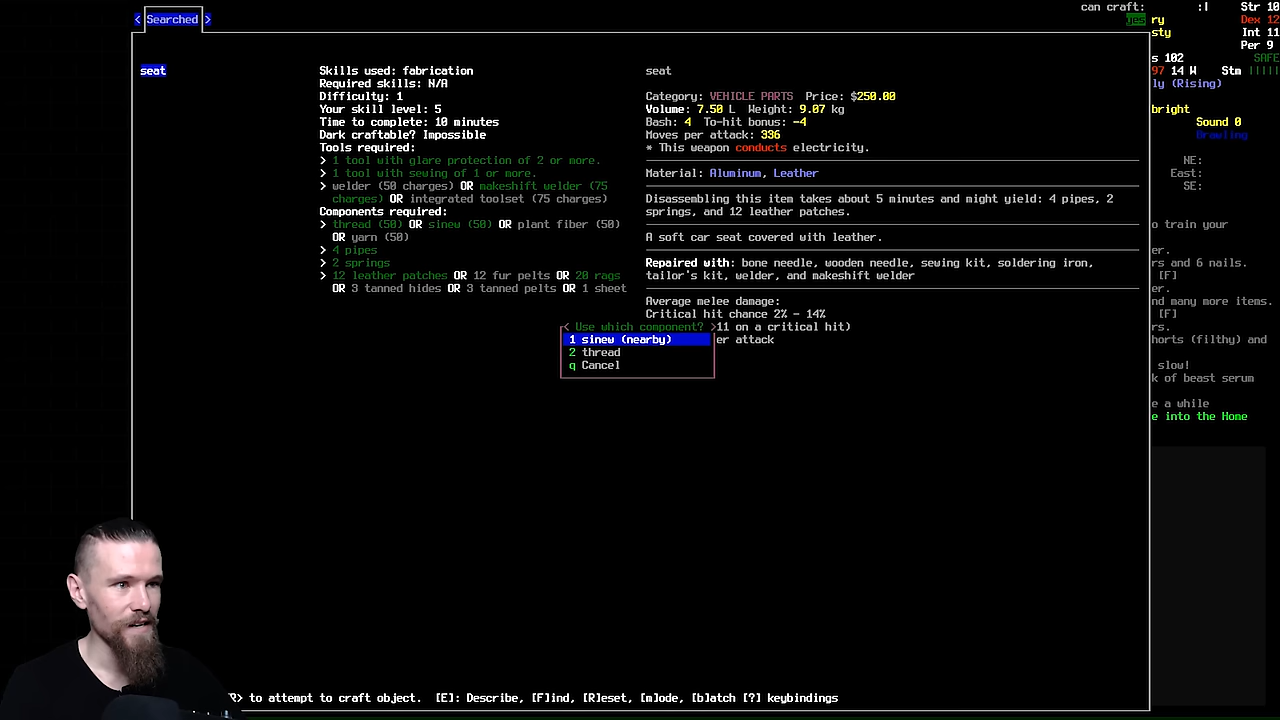 < Searched >
can craft: :|
yes
Str 10
ry Dex 12
sty Int 11
Per 9
s 102 SAFE
97 14 W Stm |||||
ly (Rising)
bright
Sound 0
Brawling
NE:
East:
SE:
o train your
er.
rs and 6 nails.
[F]
er.
nd many more items.
[F]
rs.
horts (filthy) and
slow!
k of beast serum
e a while
e into the Home
seat
Skills used: fabrication
Required skills: N/A
Difficulty: 1
Your skill level: 5
Time to complete: 10 minutes
Dark craftable? Impossible
Tools required:
> 1 tool with glare protection of 2 or more.
> 1 tool with sewing of 1 or more.
> welder (50 charges) OR makeshift welder (75
charges) OR integrated toolset (75 charges)
Components required:
> thread (50) OR sinew (50) OR plant fiber (50)
OR yarn (50)
> 4 pipes
> 2 springs
> 12 leather patches OR 12 fur pelts OR 20 rags
OR 3 tanned hides OR 3 tanned pelts OR 1 sheet
seat
Category: VEHICLE PARTS Price: $250.00
Volume: 7.50 L Weight: 9.07 kg
Bash: 4 To-hit bonus: -4
Moves per attack: 336
* This weapon conducts electricity.
Material: Aluminum, Leather
Disassembling this item takes about 5 minutes and might yield: 4 pipes, 2
springs, and 12 leather patches.
A soft car seat covered with leather.
Repaired with: bone needle, wooden needle, sewing kit, soldering iron,
tailor's kit, welder, and makeshift welder
Average melee damage:
Critical hit chance 2% - 14%
11 on a critical hit)
er attack
< Use which component? >
1 sinew (nearby)
2 thread
q Cancel
R> to attempt to craft object. [E]: Describe, [F]ind, [R]eset, [m]ode, [b]atch [?] keybindings